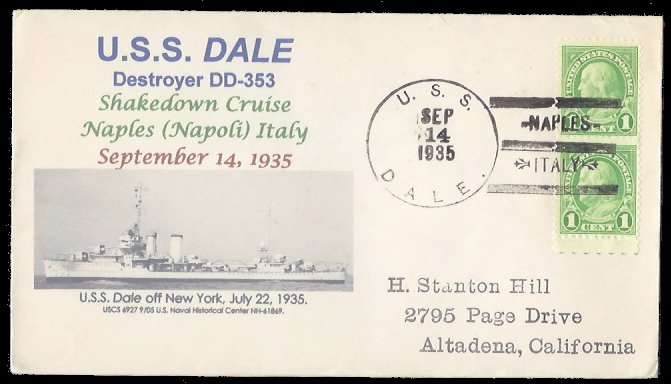 U.S.S. DALE
Destroyer DD-353
Shakedown Cruise
Naples (Napoli) Italy
September 14, 1935
U.S.S. Dale off New York, July 22, 1935.
USCS 6927 9/05 U.S. Naval Historical Center NH-61869.
U. S. S.
SEP
14
1935
DALE.
-NAPLES-
ITALY
UNITED STATES POSTAGE
1 CENT 1
1 CENT 1
H. Stanton Hill
2795 Page Drive
Altadena, California